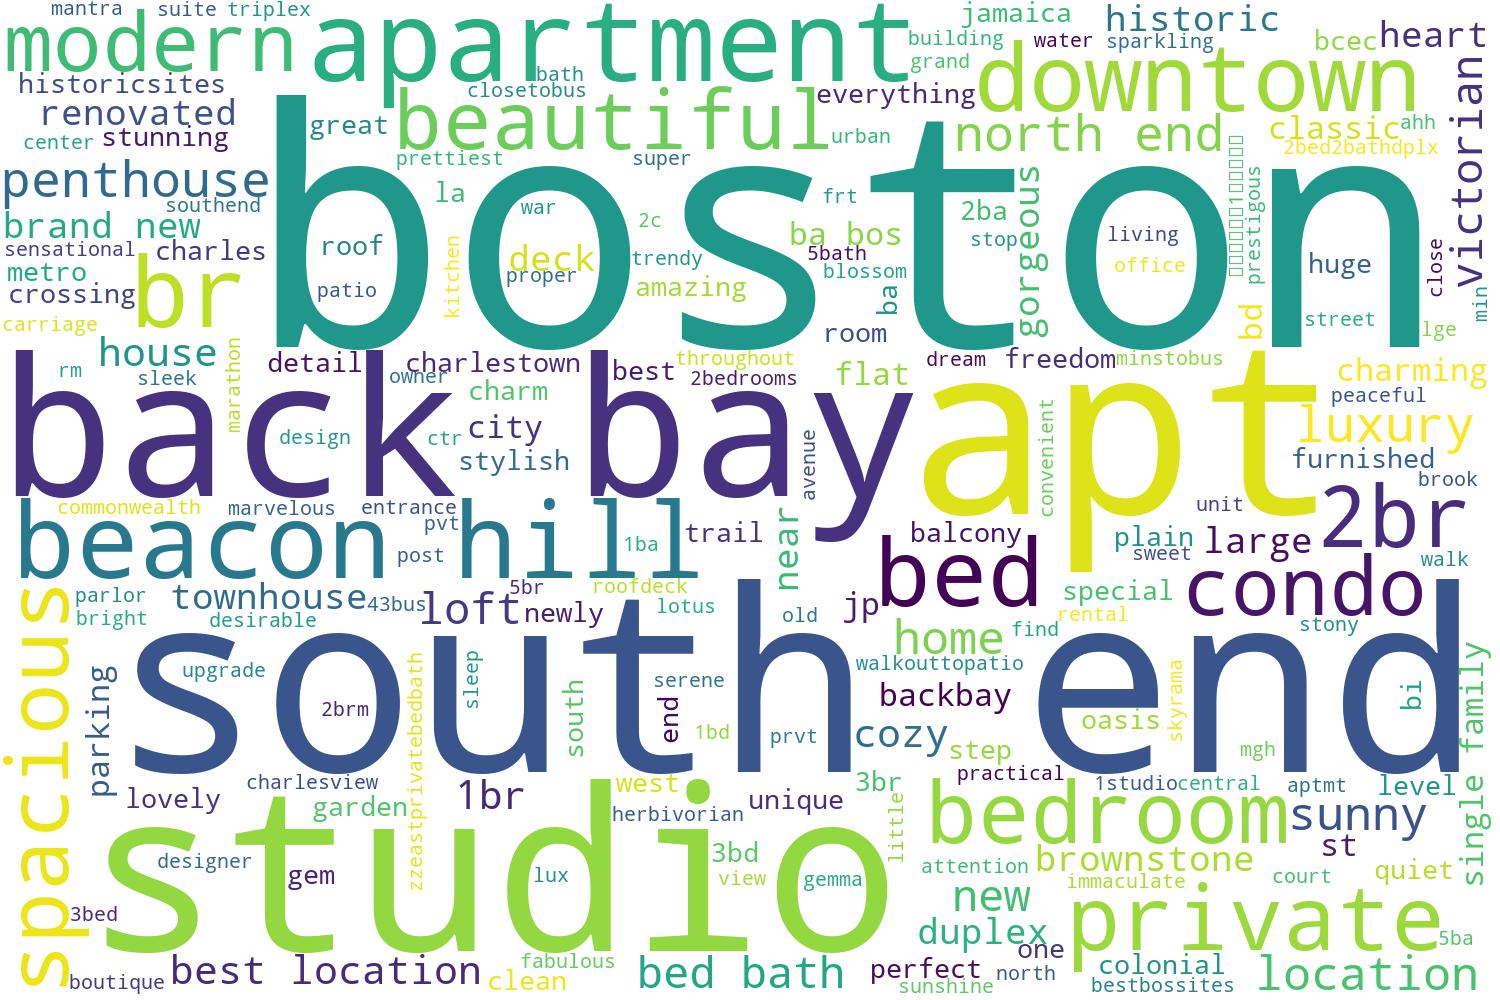 mantra
suite
triplex
modern
apartment
jamaica
historic
building
water
sparkling
bcec
heart
grand
downtown
historicsites
bath
closetobus
everything
renovated
beautiful
victorian
center
stunning
great
urban
north end
classic
ahh
2bed2bathdplx
boston
prettiest
super
penthouse
la
frt
gorgeous
prestigous
southend
war
2c
2ba
brand new
roof
deck
ba bos
stop
living
sensational
charles
kitchen
proper
trendy
5bath
office
huge
close
metro
br
blossom
crossing
patio
amazing
ba
min
carriage
room
bd
street
lge
house
marathon
detail
charlestown
throughout
dream
freedom
minstobus
rm
sleek
owner
best
2bedrooms
flat
charming
back bay
apt
charm
peaceful
design
ctr
city
avenue
convenient
luxury
stylish
furnished
brook
commonwealth
marvelous
entrance
unit
2br
beacon hill
pvt
trail
near
balcony
plain
large
post
1ba
bed
sweet
walk
spacious
parlor
townhouse
43bus
loft
5br
roofdeck
newly
lotus
old
jp
special
condo
bright
desirable
home
find
rental
stony
south end
upgrade
zzeastprivatebedbath
sleep
serene
walkouttopatio
skyrama
single family
parking
2brm
south
end
1bd
backbay
oasis
bi
prvt
cozy
step
mgh
charlesview
west
3br
practical
1studio
central
aptmt
level
lovely
garden
1br
herbivorian
unique
little
bedroom
sunny
studio
designer
gem
lux
3bd
view
gemma
attention
brownstone
st
immaculate
court
quiet
3bed
new
private
duplex
one
5ba
boutique
best location
clean
fabulous
bed bath
perfect
sunshine
north
colonial
bestbossites
location